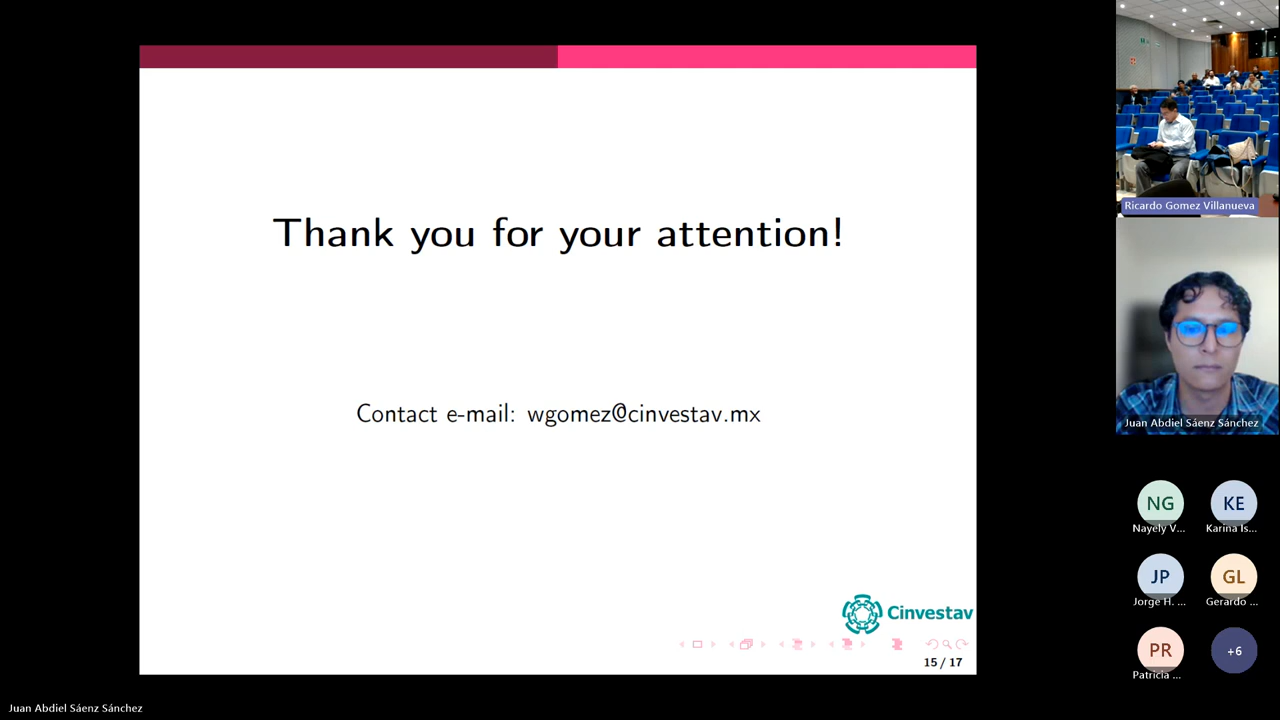 Thank you for your attention!
Contact e-mail: wgomez@cinvestav.mx
Cinvestav
15 / 17
Ricardo Gomez Villanueva
Juan Abdiel Sáenz Sánchez
NG
Nayely V...
KE
Karina Is...
JP
Jorge H. ...
GL
Gerardo ...
PR
Patricia ...
+6
Juan Abdiel Sáenz Sánchez